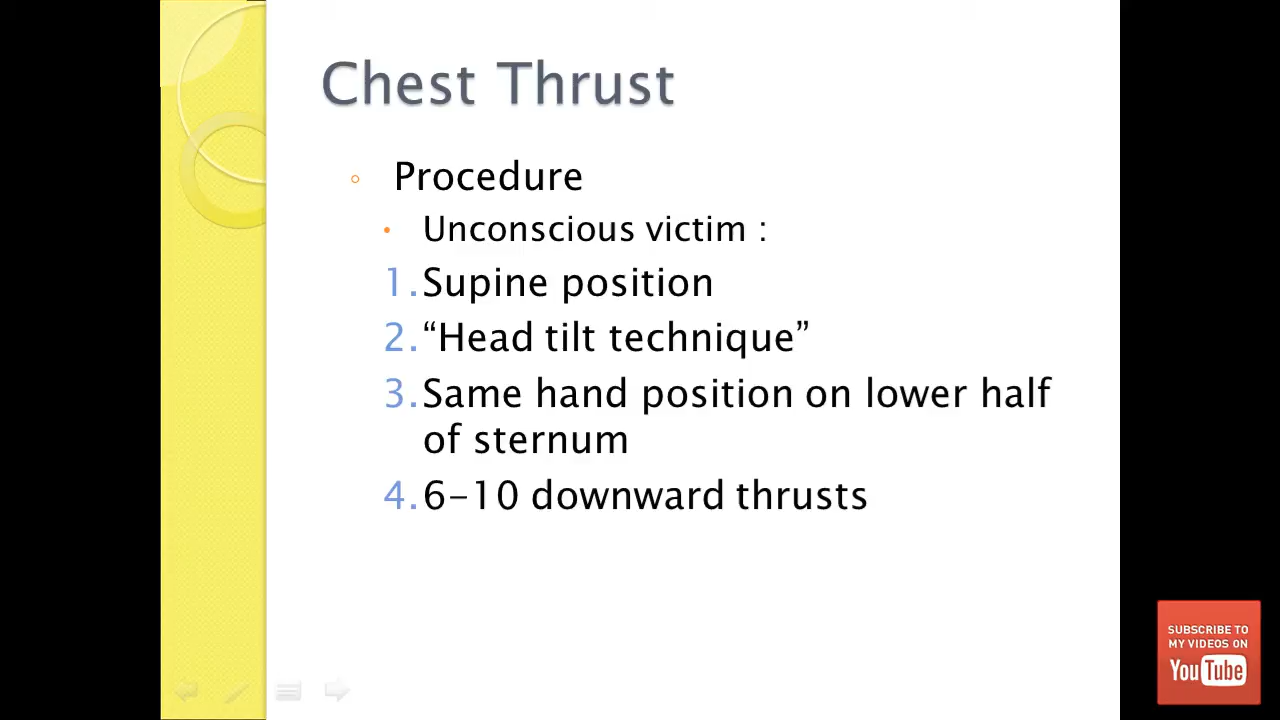 Chest Thrust
◦ Procedure
• Unconscious victim :
1. Supine position
2. “Head tilt technique”
3. Same hand position on lower half
of sternum
4. 6-10 downward thrusts
SUBSCRIBE TO
MY VIDEOS ON
YouTube